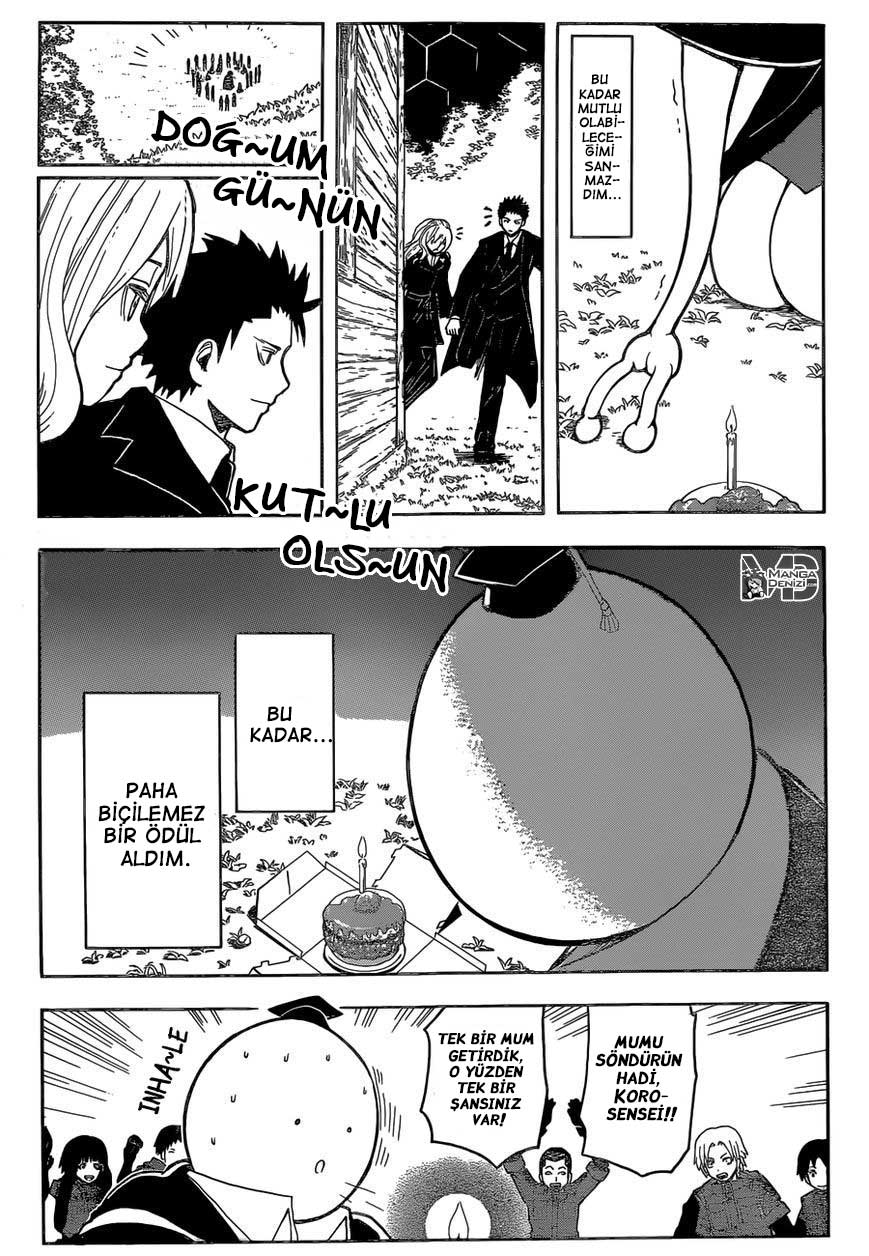 BU
KADAR
MUTLU
OLABİ-
LECE-
ĞİMİ
SAN-
MAZ-
DIM...
DOĞ~UM
GÜ~NÜN
KUT~LU
OLS~UN
MANGA
DENİZİ
BU
KADAR...
PAHA
BİÇİLEMEZ
BİR ÖDÜL
ALDIM.
MUMU
SÖNDÜRÜN
HADİ,
KORO-
SENSEİ!!
TEK BİR MUM
GETİRDİK,
O YÜZDEN
TEK BİR
ŞANSINIZ
VAR!
INHA~LE